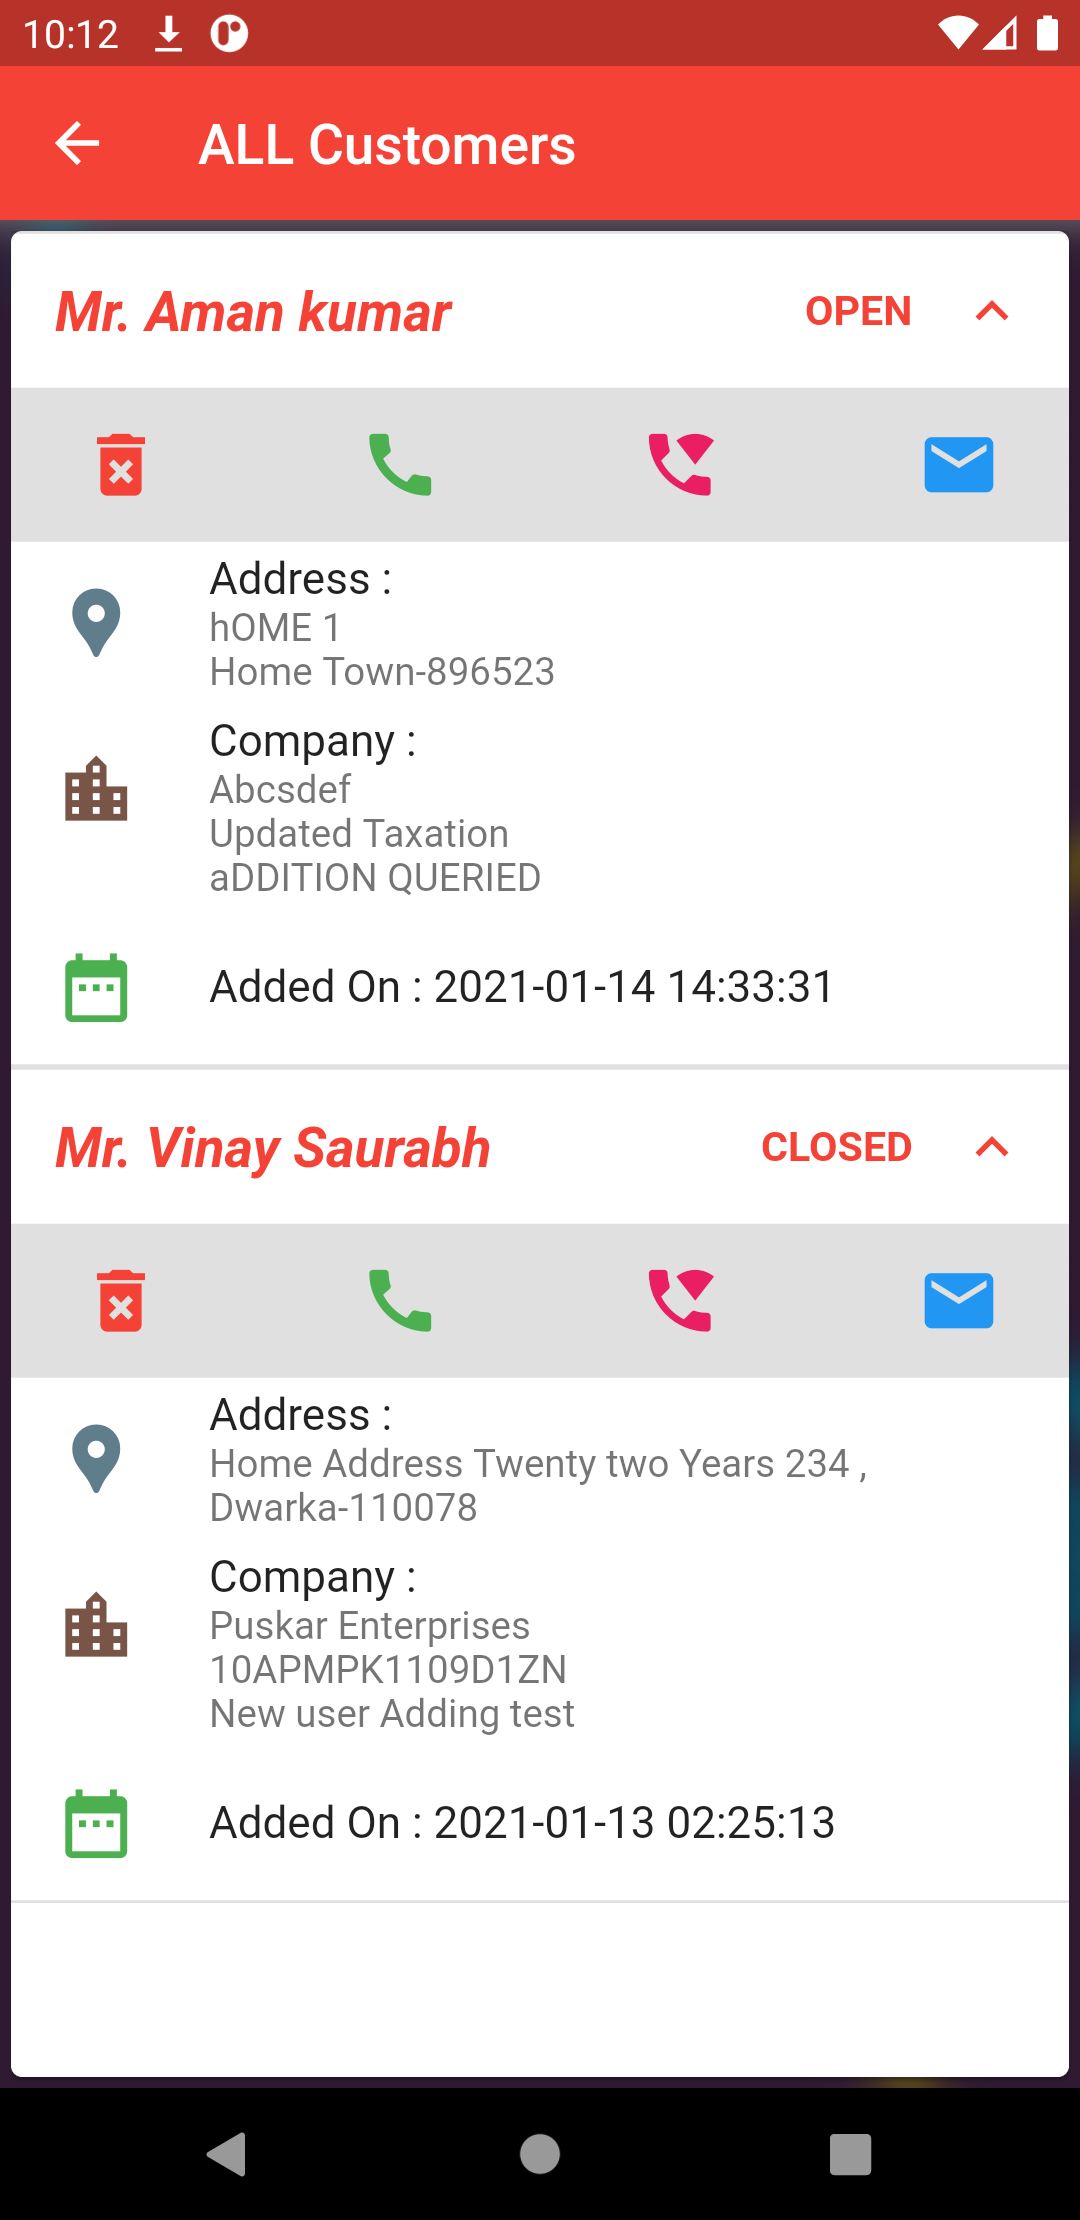 10:12
ALL Customers
Mr. Aman kumar
OPEN
Address :
hOME 1
Home Town-896523
Company :
Abcsdef
Updated Taxation
aDDITION QUERIED
Added On : 2021-01-14 14:33:31
Mr. Vinay Saurabh
CLOSED
Address :
Home Address Twenty two Years 234 ,
Dwarka-110078
Company :
Puskar Enterprises
10APMPK1109D1ZN
New user Adding test
Added On : 2021-01-13 02:25:13